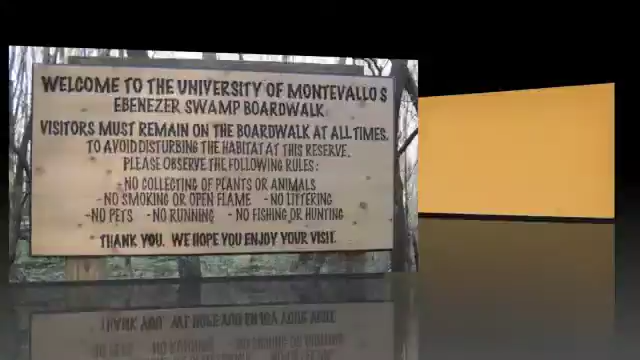 WELCOME TO THE UNIVERSITY OF MONTEVALLO S
EBENEZER SWAMP BOARDWALK
VISITORS MUST REMAIN ON THE BOARDWALK AT ALL TIMES.
TO AVOID DISTURBING THE HABITAT AT THIS RESERVE.
PLEASE OBSERVE THE FOLLOWING RULES:
-NO COLLECTING OF PLANTS OR ANIMALS
-NO SMOKING OR OPEN FLAME -NO LITTERING
-NO PETS -NO RUNNING -NO FISHING OR HUNTING
THANK YOU. WE HOPE YOU ENJOY YOUR VISIT.